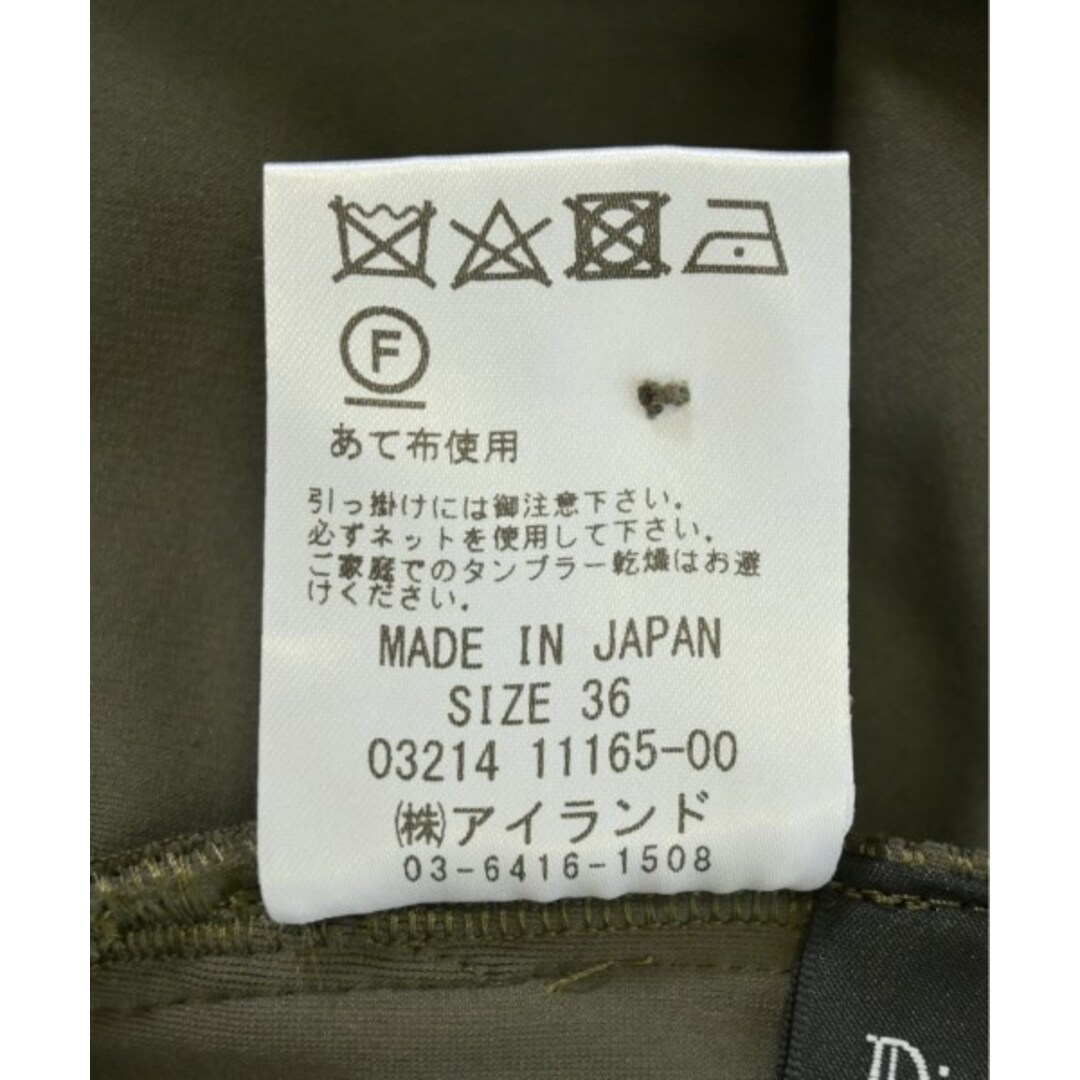 F
あて布使用
引っ掛けには御注意下さい。
必ずネットを使用して下さい。
ご家庭でのタンブラー乾燥はお避
けください。
MADE IN JAPAN
SIZE 36
03214 11165-00
㈱アイランド
03-6416-1508